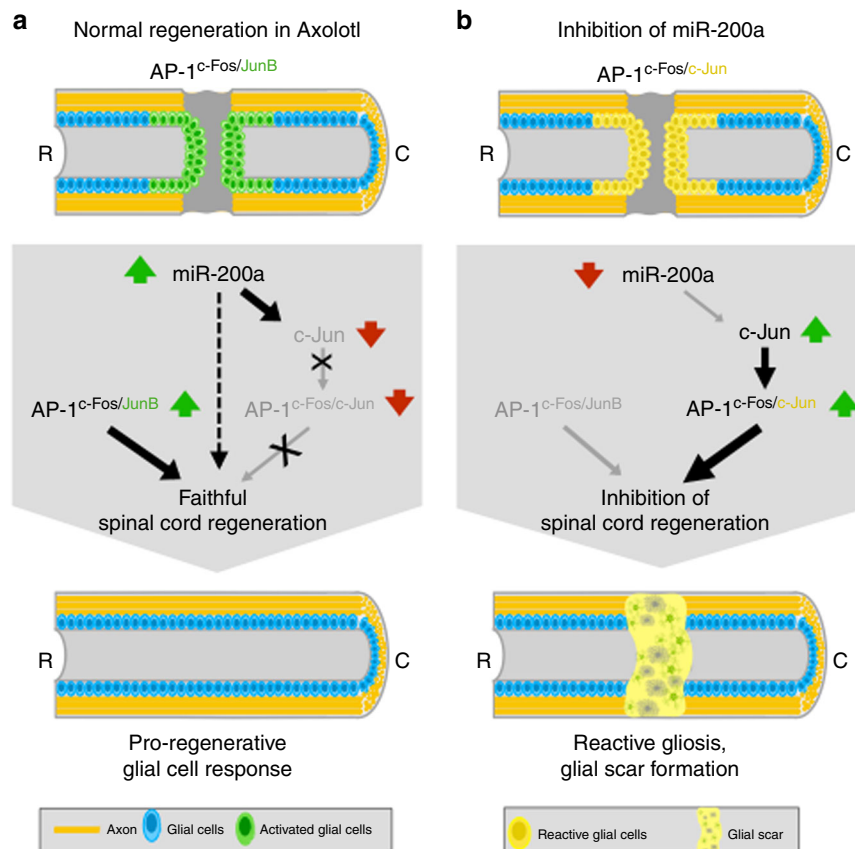 a
Normal regeneration in Axolotl
AP-1c-Fos/JunB
R
C
miR-200a
c-Jun
AP-1c-Fos/JunB
AP-1c-Fos/c-Jun
Faithful
spinal cord regeneration
R
C
Pro-regenerative
glial cell response
Axon
Glial cells
Activated glial cells
b
Inhibition of miR-200a
AP-1c-Fos/c-Jun
R
C
miR-200a
c-Jun
AP-1c-Fos/JunB
AP-1c-Fos/c-Jun
Inhibition of
spinal cord regeneration
R
C
Reactive gliosis,
glial scar formation
Reactive glial cells
Glial scar